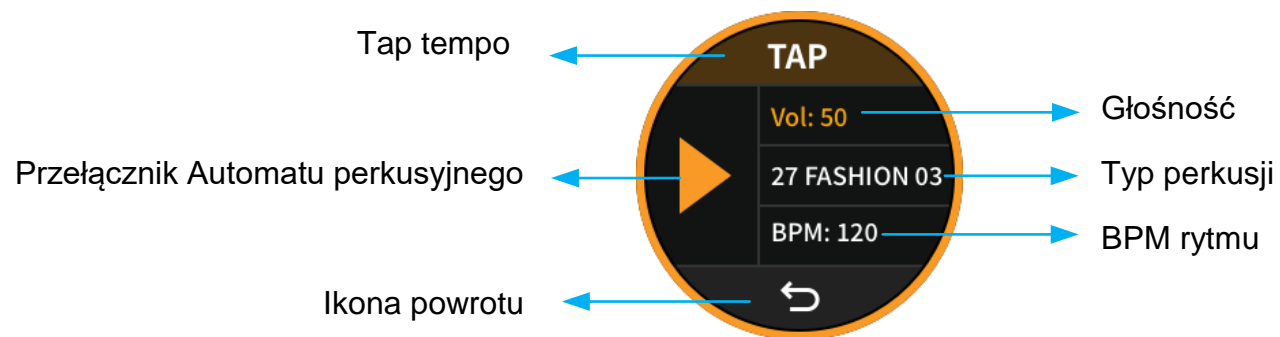 Tap tempo
TAP
Vol: 50
Głośność
Przełącznik Automatu perkusyjnego
27 FASHION 03
Typ perkusji
BPM: 120
BPM rytmu
Ikona powrotu